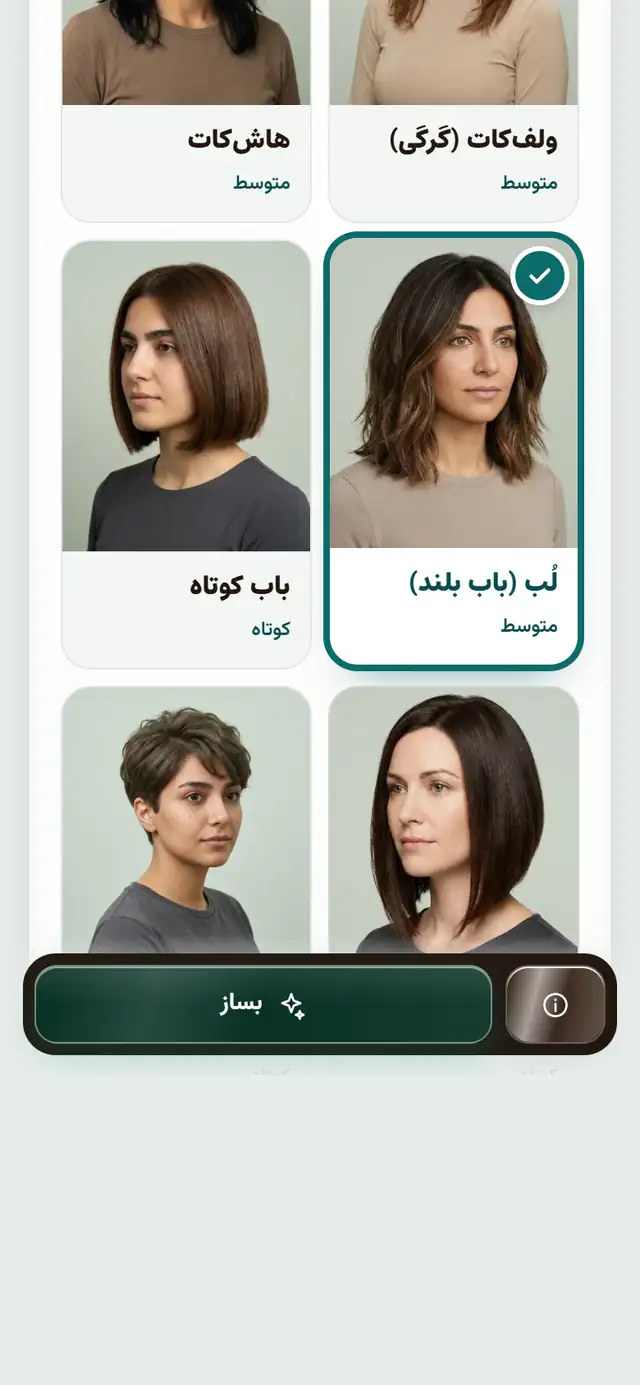 ولف‌کات (گرگی)
متوسط
هاش‌کات
متوسط
لُب (باب بلند)
متوسط
باب کوتاه
کوتاه
بساز